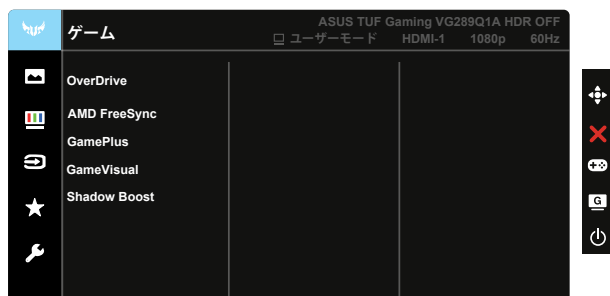 ゲーム
ASUS TUF Gaming VG289Q1A HDR OFF
ユーザーモード HDMI-1 1080p 60Hz
OverDrive
AMD FreeSync
GamePlus
GameVisual
Shadow Boost
G